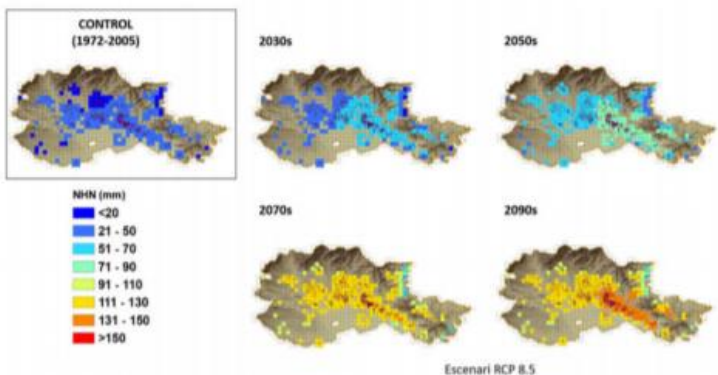 CONTROL
(1972-2005)
2030s
2050s
NHN (mm)
<20
21 - 50
51 - 70
71 - 90
91 - 110
111 - 130
131 - 150
>150
2070s
2090s
Escenari RCP 8.5